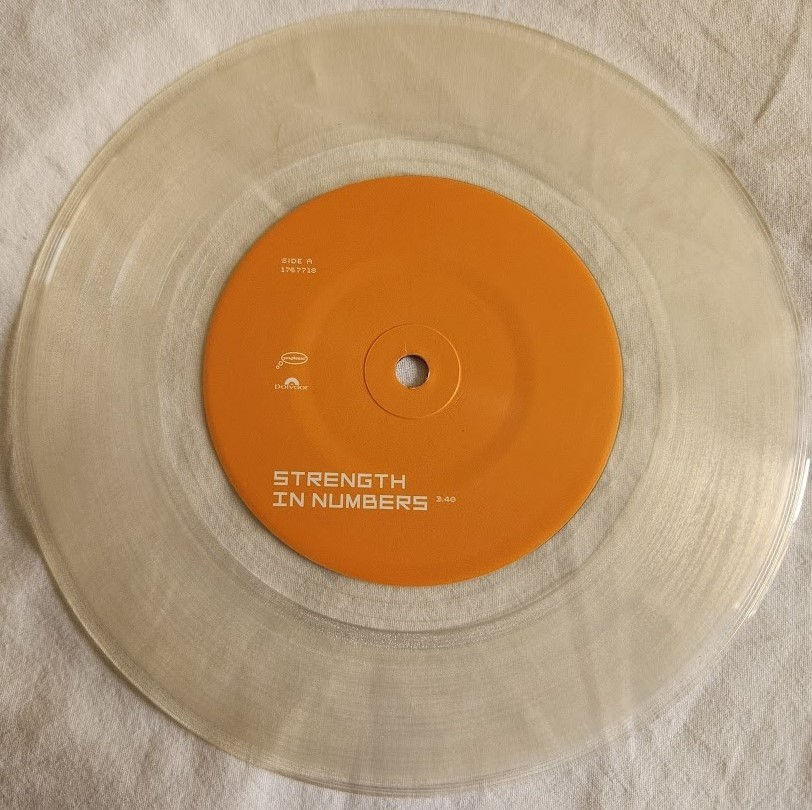 SIDE A
1767718
Polydor
STRENGTH
IN NUMBERS 3.40